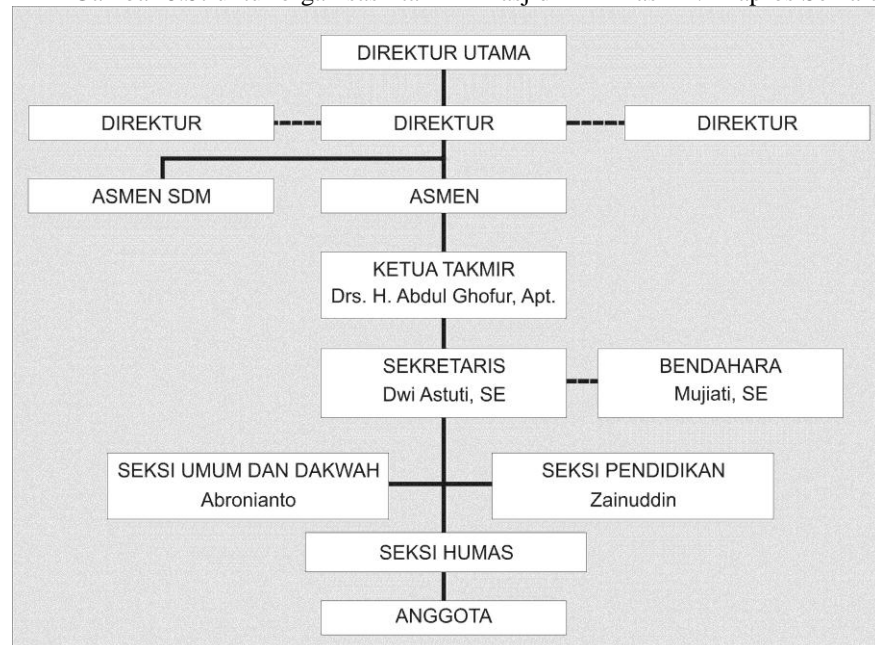 DIREKTUR UTAMA
DIREKTUR
DIREKTUR
DIREKTUR
ASMEN SDM
ASMEN
KETUA TAKMIR
Drs. H. Abdul Ghofur, Apt.
SEKRETARIS
Dwi Astuti, SE
BENDAHARA
Mujiati, SE
SEKSI UMUM DAN DAKWAH
Abronianto
SEKSI PENDIDIKAN
Zainuddin
SEKSI HUMAS
ANGGOTA